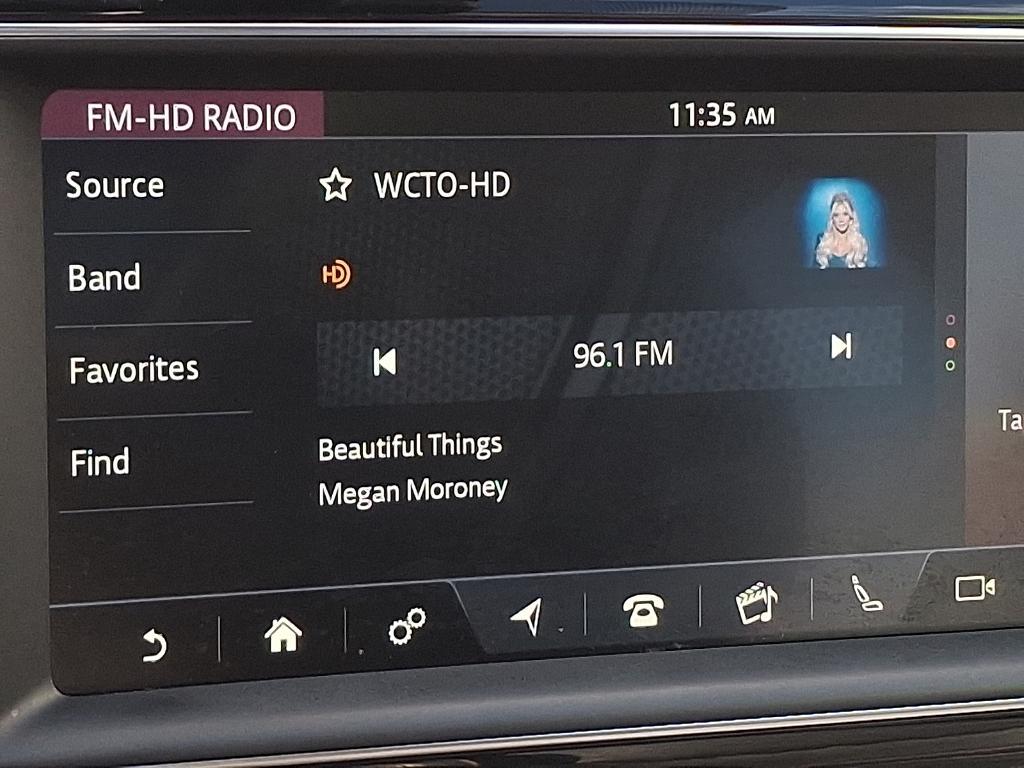 FM-HD RADIO
11:35 AM
Source
WCTO-HD
Band
HD
96.1 FM
Favorites
Ta
Beautiful Things
Find
Megan Moroney